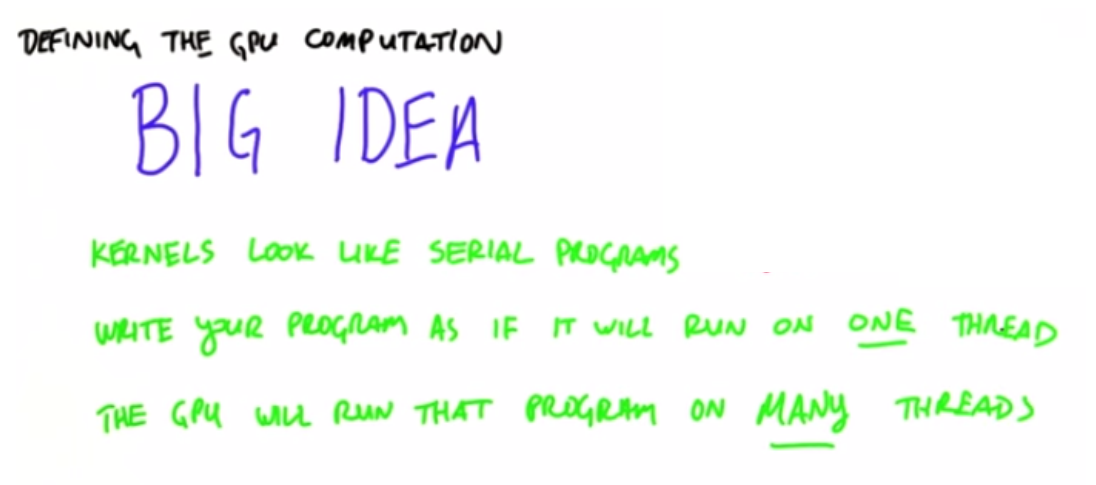 DEFINING THE GPU COMPUTATION
BIG IDEA
KERNELS LOOK LIKE SERIAL PROGRAMS
WRITE YOUR PROGRAM AS IF IT WILL RUN ON ONE THREAD
THE GPU WILL RUN THAT PROGRAM ON MANY THREADS